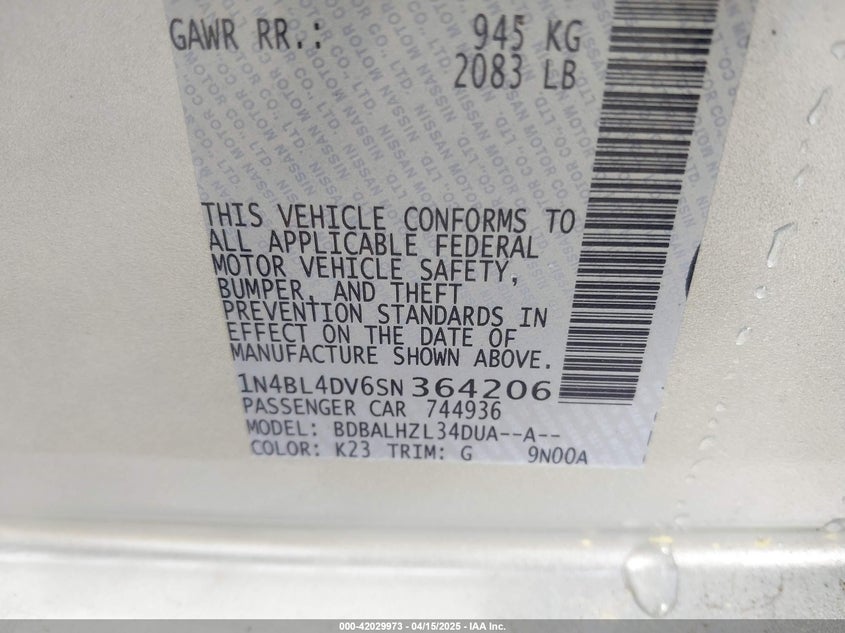 GAWR RR.: 945 KG
2083 LB
THIS VEHICLE CONFORMS TO
ALL APPLICABLE FEDERAL
MOTOR VEHICLE SAFETY,
BUMPER, AND THEFT
PREVENTION STANDARDS IN
EFFECT ON THE DATE OF
MANUFACTURE SHOWN ABOVE.
1N4BL4DV6SN364206
PASSENGER CAR 744936
MODEL: BDBALHZL34DUA--A--
COLOR: K23 TRIM: G 9N00A
000-42029973 - 04/15/2025 - IAA Inc.